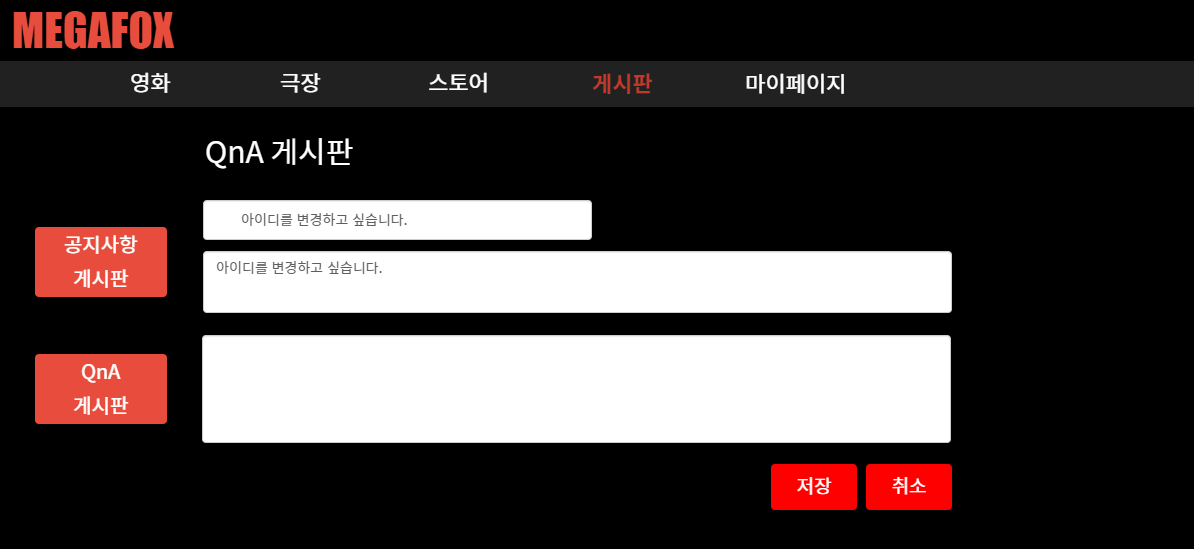 MEGAFOX
영화 극장 스토어 게시판 마이페이지
QnA 게시판
아이디를 변경하고 싶습니다.
공지사항
게시판
아이디를 변경하고 싶습니다.
QnA
게시판
저장 취소